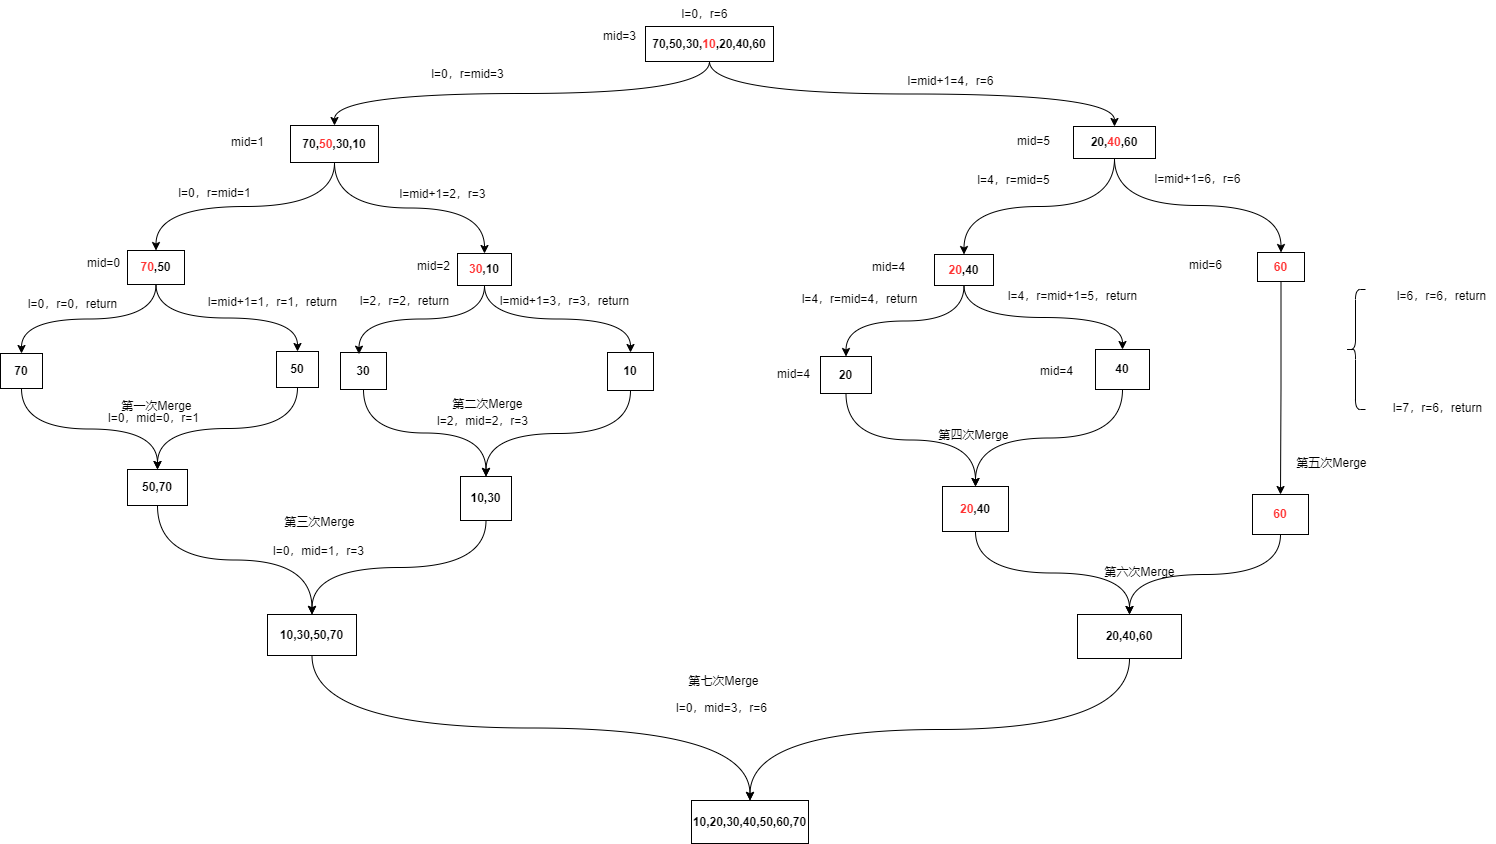 l=0，r=6
mid=3
70,50,30,10,20,40,60
l=0，r=mid=3
l=mid+1=4，r=6
mid=1
70,50,30,10
mid=5
20,40,60
l=0，r=mid=1
l=mid+1=2，r=3
l=4，r=mid=5
l=mid+1=6，r=6
mid=0
70,50
mid=2
30,10
mid=4
20,40
mid=6
60
l=0，r=0，return
l=mid+1=1，r=1，return
l=2，r=2，return
l=mid+1=3，r=3，return
l=4，r=mid=4，return
l=4，r=mid+1=5，return
l=6，r=6，return
70
50
30
10
mid=4
20
mid=4
40
第一次Merge
l=0，mid=0，r=1
第二次Merge
l=2，mid=2，r=3
l=7，r=6，return
第四次Merge
第五次Merge
50,70
10,30
20,40
60
第三次Merge
l=0，mid=1，r=3
第六次Merge
10,30,50,70
20,40,60
第七次Merge
l=0，mid=3，r=6
10,20,30,40,50,60,70